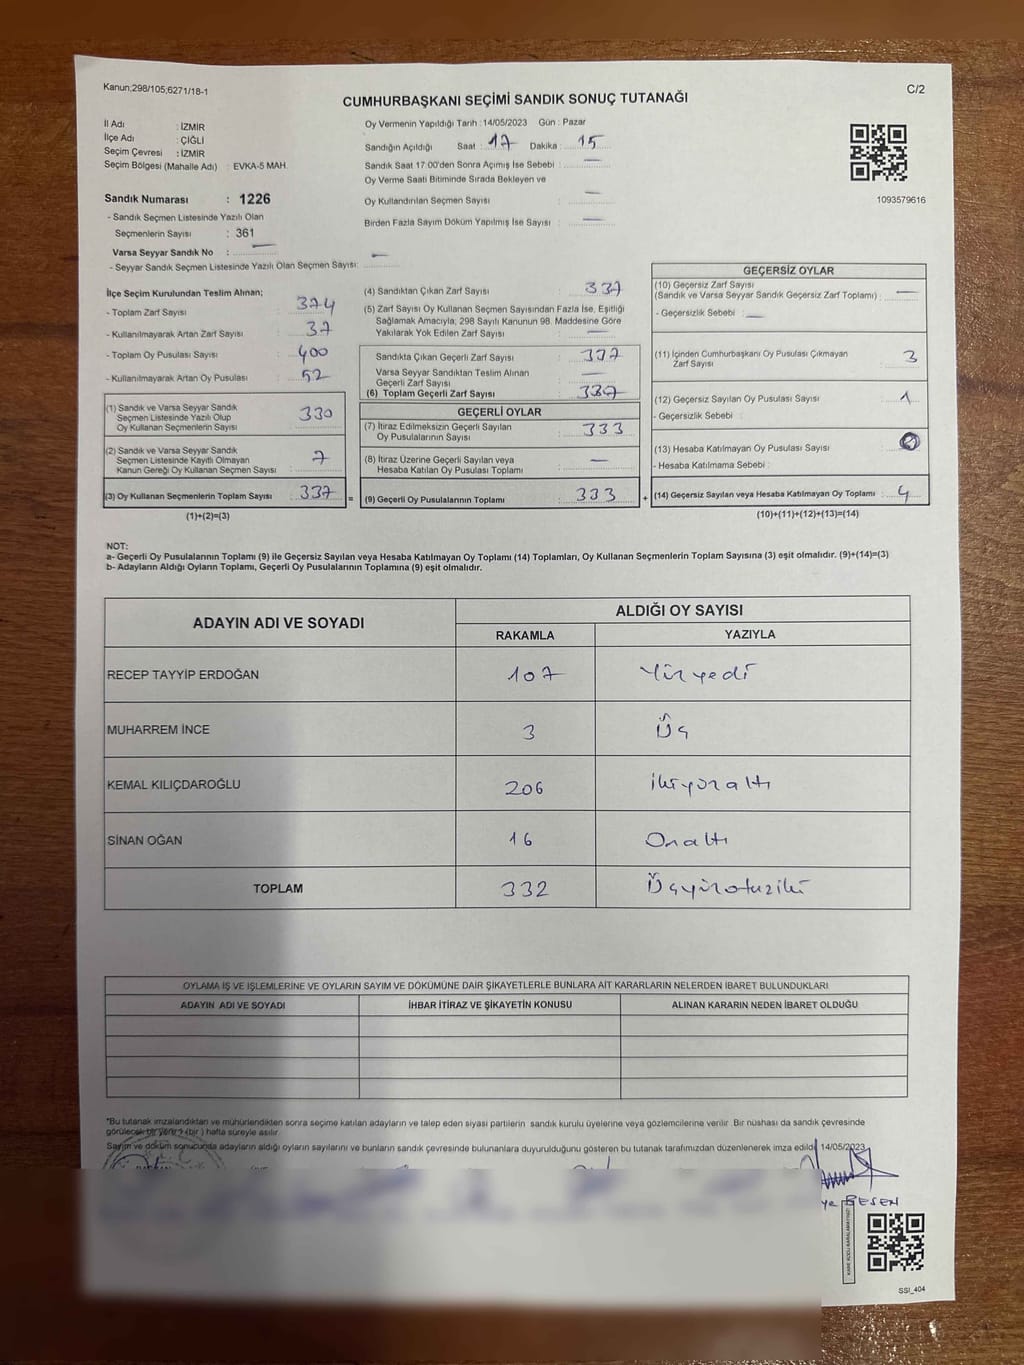 Kanun;298/105;6271/18-1
C/2
CUMHURBAŞKANI SEÇİMİ SANDIK SONUÇ TUTANAĞI
İl Adı : İZMİR
İlçe Adı : ÇİĞLİ
Seçim Çevresi : İZMİR
Seçim Bölgesi (Mahalle Adı) : EVKA-5 MAH.
Sandık Numarası : 1226
- Sandık Seçmen Listesinde Yazılı Olan
Seçmenlerin Sayısı : 361
Varsa Seyyar Sandık No : —
- Seyyar Sandık Seçmen Listesinde Yazılı Olan Seçmen Sayısı: —
Oy Vermenin Yapıldığı Tarih : 14/05/2023 Gün : Pazar
Sandığın Açıldığı Saat : 17 Dakika : 15
Sandık Saat 17:00'den Sonra Açımış İse Sebebi : —
Oy Verme Saati Bitiminde Sırada Bekleyen ve
Oy Kullandırılan Seçmen Sayısı : —
Birden Fazla Sayım Döküm Yapılmış İse Sayısı : —
1093579616
İlçe Seçim Kurulundan Teslim Alınan;
- Toplam Zarf Sayısı : 374
- Kullanılmayarak Artan Zarf Sayısı : 37
- Toplam Oy Pusulası Sayısı : 400
- Kullanılmayarak Artan Oy Pusulası : 52
(1) Sandık ve Varsa Seyyar Sandık
Seçmen Listesinde Yazılı Olup
Oy Kullanan Seçmenlerin Sayısı : 330
(2) Sandık ve Varsa Seyyar Sandık
Seçmen Listesinde Kayıtlı Olmayan
Kanun Gereği Oy Kullanan Seçmen Sayısı : 7
(3) Oy Kullanan Seçmenlerin Toplam Sayısı : 337 =
(1)+(2)=(3)
(4) Sandıktan Çıkan Zarf Sayısı : 337
(5) Zarf Sayısı Oy Kullanan Seçmen Sayısından Fazla İse, Eşitliği
Sağlamak Amacıyla; 298 Sayılı Kanunun 98. Maddesine Göre
Yakılarak Yok Edilen Zarf Sayısı : —
Sandıkta Çıkan Geçerli Zarf Sayısı : 337
Varsa Seyyar Sandıktan Teslim Alınan
Geçerli Zarf Sayısı : —
(6) Toplam Geçerli Zarf Sayısı : 337
GEÇERLİ OYLAR
(7) İtiraz Edilmeksizin Geçerli Sayılan
Oy Pusulalarının Sayısı : 333
(8) İtiraz Üzerine Geçerli Sayılan veya
Hesaba Katılan Oy Pusulası Toplamı : —
(9) Geçerli Oy Pusulalarının Toplamı : 333 +
GEÇERSİZ OYLAR
(10) Geçersiz Zarf Sayısı
(Sandık ve Varsa Seyyar Sandık Geçersiz Zarf Toplamı) : —
- Geçersizlik Sebebi : —
(11) İçinden Cumhurbaşkanı Oy Pusulası Çıkmayan
Zarf Sayısı : 3
(12) Geçersiz Sayılan Oy Pusulası Sayısı : 1
- Geçersizlik Sebebi :
(13) Hesaba Katılmayan Oy Pusulası Sayısı :
- Hesaba Katılmama Sebebi :
(14) Geçersiz Sayılan veya Hesaba Katılmayan Oy Toplamı : 4
(10)+(11)+(12)+(13)=(14)
NOT:
a- Geçerli Oy Pusulalarının Toplamı (9) ile Geçersiz Sayılan veya Hesaba Katılmayan Oy Toplamı (14) Toplamları, Oy Kullanan Seçmenlerin Toplam Sayısına (3) eşit olmalıdır. (9)+(14)=(3)
b- Adayların Aldığı Oyların Toplamı, Geçerli Oy Pusulalarının Toplamına (9) eşit olmalıdır.
ADAYIN ADI VE SOYADI
ALDIĞI OY SAYISI
RAKAMLA YAZIYLA
RECEP TAYYİP ERDOĞAN 107 Yüzyedi
MUHARREM İNCE 3 Üç
KEMAL KILIÇDAROĞLU 206 ikiyüzaltı
SİNAN OĞAN 16 Onaltı
TOPLAM 332 Üçyüzotuziki
OYLAMA İŞ VE İŞLEMLERİNE VE OYLARIN SAYIM VE DÖKÜMÜNE DAİR ŞİKAYETLERLE BUNLARA AİT KARARLARIN NELERDEN İBARET BULUNDUKLARI
ADAYIN ADI VE SOYADI İHBAR İTİRAZ VE ŞİKAYETİN KONUSU ALINAN KARARIN NEDEN İBARET OLDUĞU
*Bu tutanak imzalandıktan ve mühürlendikten sonra seçime katılan adayların ve talep eden siyasi partilerin sandık kurulu üyelerine veya gözlemcilerine verilir. Bir nüshası da sandık çevresinde
görülecek bir yere 7 (bir) hafta süreyle asılır.
Sayım ve döküm sonucunda adayların aldığı oyların sayılarını ve bunların sandık çevresinde bulunanlara duyurulduğunu gösteren bu tutanak tarafımızdan düzenlenerek imza edildi. 14/05/2023
BESEN
KARE KODU KARALAMAYINIZ!
SSI_404